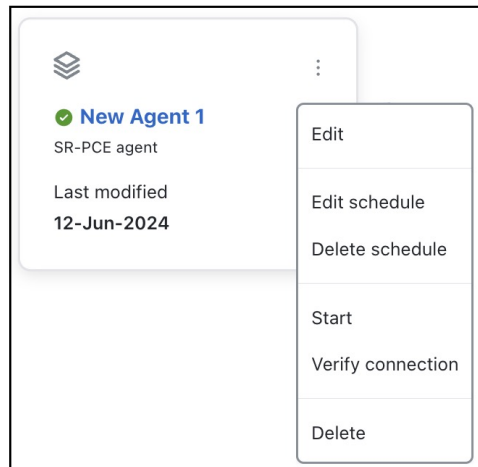 New Agent 1
SR-PCE agent
Last modified
12-Jun-2024
Edit
Edit schedule
Delete schedule
Start
Verify connection
Delete